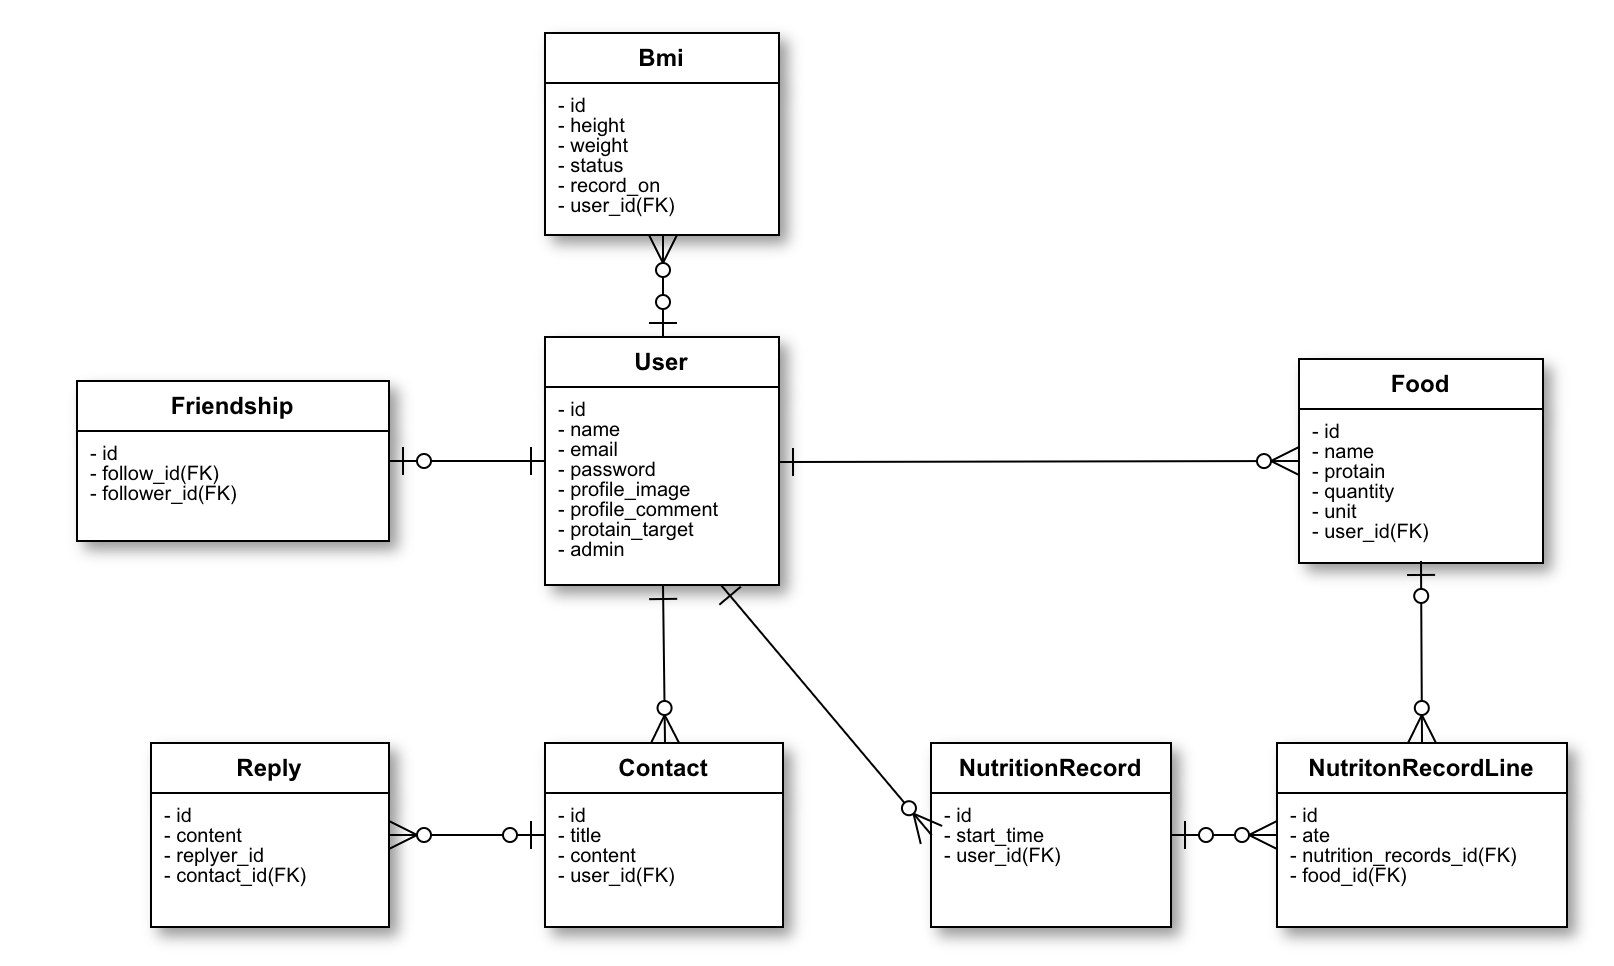 Bmi
- id
- height
- weight
- status
- record_on
- user_id(FK)
User
- id
- name
- email
- password
- profile_image
- profile_comment
- protain_target
- admin
Friendship
- id
- follow_id(FK)
- follower_id(FK)
Food
- id
- name
- protain
- quantity
- unit
- user_id(FK)
Reply
- id
- content
- replyer_id
- contact_id(FK)
Contact
- id
- title
- content
- user_id(FK)
NutritionRecord
- id
- start_time
- user_id(FK)
NutritonRecordLine
- id
- ate
- nutrition_records_id(FK)
- food_id(FK)